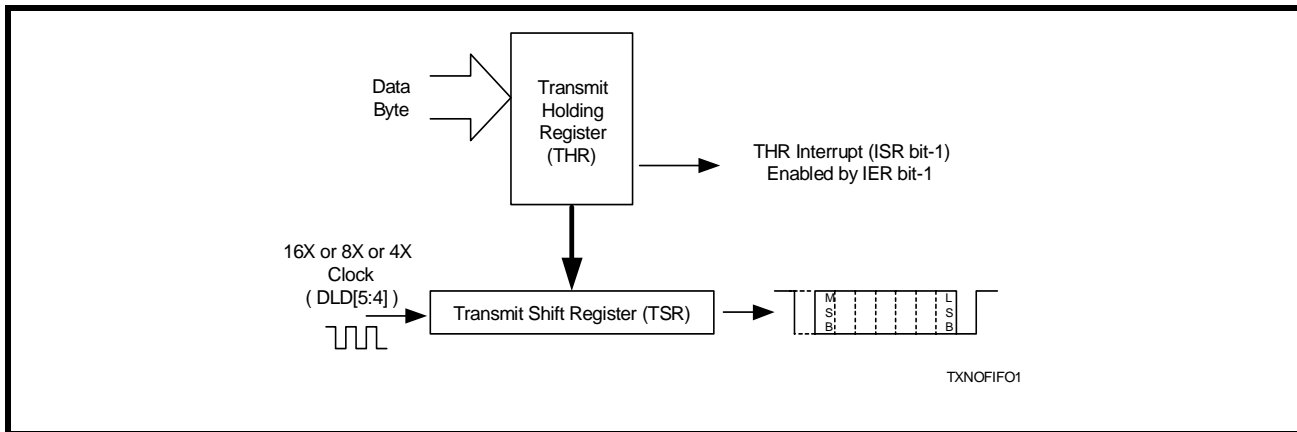 Data
Byte
Transmit
Holding
Register
(THR)
THR Interrupt (ISR bit-1)
Enabled by IER bit-1
16X or 8X or 4X
Clock
( DLD[5:4] )
Transmit Shift Register (TSR)
M
S
B
L
S
B
TXNOFIFO1